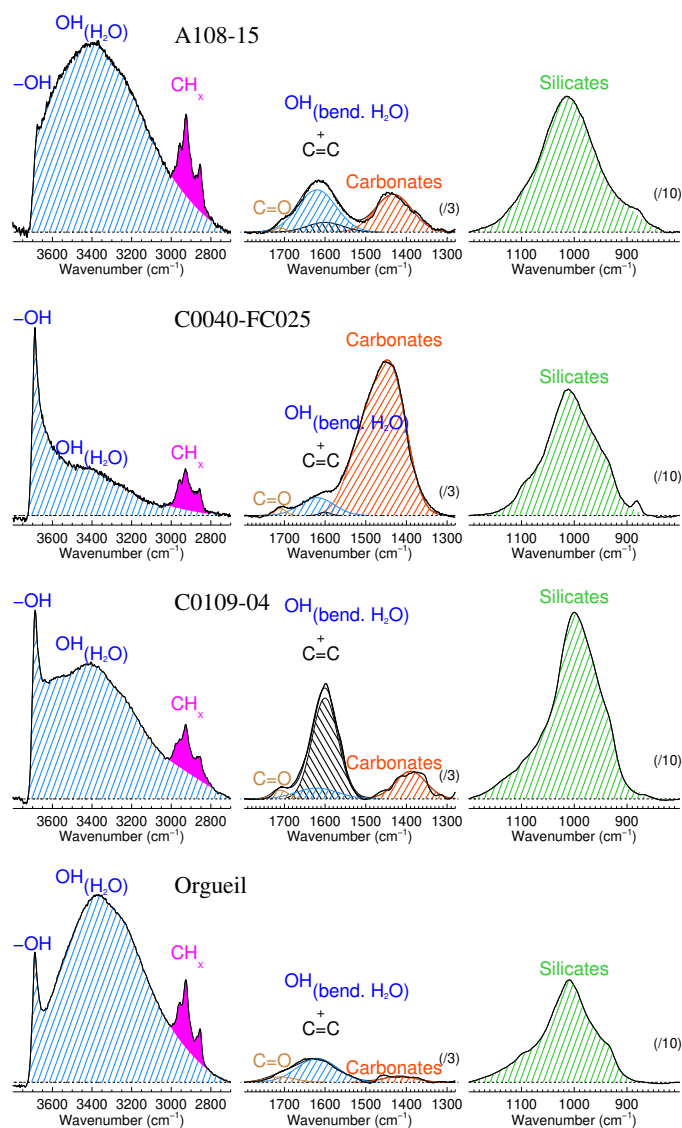 A108-15
OH(H₂O)
−OH
CHₓ
OH(bend. H₂O)
+
C=C
C=O
Carbonates
(/3)
Silicates
(/10)
3600 3400 3200 3000 2800
Wavenumber (cm⁻¹)
1700 1600 1500 1400 1300
Wavenumber (cm⁻¹)
1100 1000 900
Wavenumber (cm⁻¹)
C0040-FC025
−OH
OH(H₂O)
CHₓ
Carbonates
OH(bend. H₂O)
+
C=C
C=O
(/3)
Silicates
(/10)
3600 3400 3200 3000 2800
Wavenumber (cm⁻¹)
1700 1600 1500 1400 1300
Wavenumber (cm⁻¹)
1100 1000 900
Wavenumber (cm⁻¹)
C0109-04
−OH
OH(H₂O)
CHₓ
OH(bend. H₂O)
+
C=C
C=O
Carbonates
(/3)
Silicates
(/10)
3600 3400 3200 3000 2800
Wavenumber (cm⁻¹)
1700 1600 1500 1400 1300
Wavenumber (cm⁻¹)
1100 1000 900
Wavenumber (cm⁻¹)
Orgueil
OH(H₂O)
−OH
CHₓ
OH(bend. H₂O)
+
C=C
C=O
Carbonates
(/3)
Silicates
(/10)
3600 3400 3200 3000 2800
Wavenumber (cm⁻¹)
1700 1600 1500 1400 1300
Wavenumber (cm⁻¹)
1100 1000 900
Wavenumber (cm⁻¹)